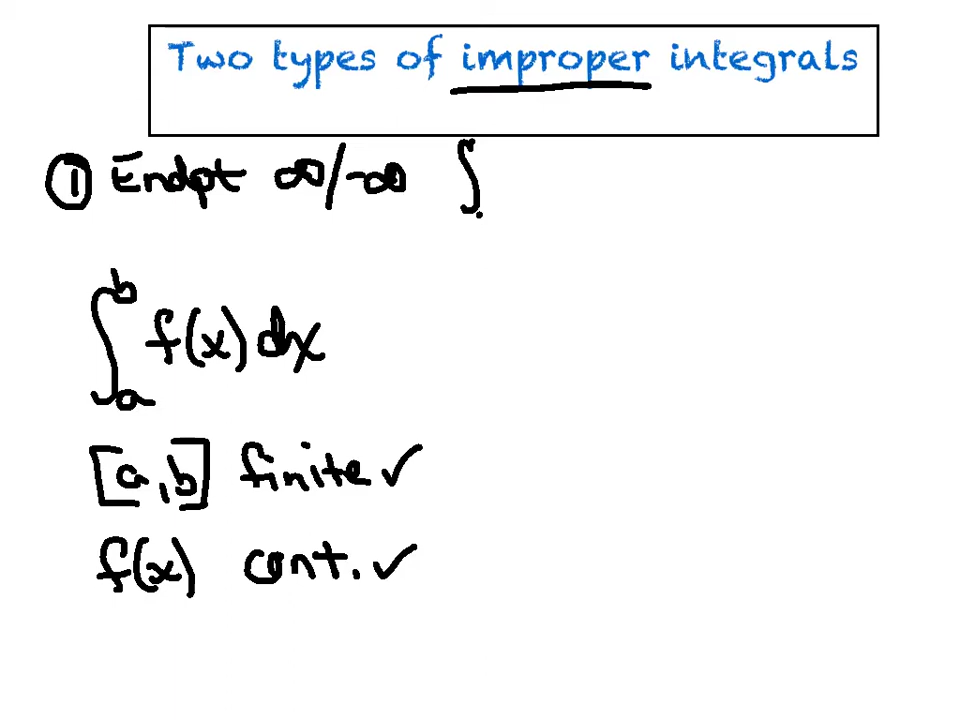 Two types of improper integrals
① Endpt ∞/-∞ ∫
∫_a^b f(x) dx
[a,b] finite ✓
f(x) cont. ✓